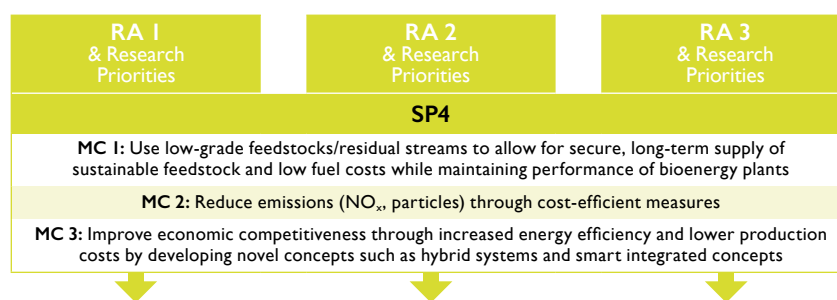 RA 1
& Research
Priorities
RA 2
& Research
Priorities
RA 3
& Research
Priorities
SP4
MC 1: Use low-grade feedstocks/residual streams to allow for secure, long-term supply of
sustainable feedstock and low fuel costs while maintaining performance of bioenergy plants
MC 2: Reduce emissions (NOₓ, particles) through cost-efficient measures
MC 3: Improve economic competitiveness through increased energy efficiency and lower production
costs by developing novel concepts such as hybrid systems and smart integrated concepts